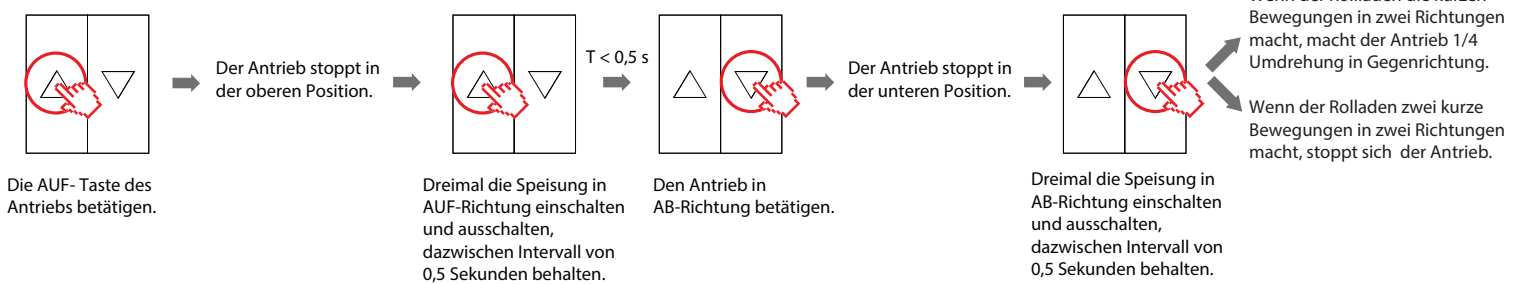 Die AUF- Taste des
Antriebs betätigen.
Der Antrieb stoppt in
der oberen Position.
Dreimal die Speisung in
AUF-Richtung einschalten
und ausschalten,
dazwischen Intervall von
0,5 Sekunden behalten.
T < 0,5 s
Den Antrieb in
AB-Richtung betätigen.
Der Antrieb stoppt in
der unteren Position.
Dreimal die Speisung in
AB-Richtung einschalten
und ausschalten,
dazwischen Intervall von
0,5 Sekunden behalten.
Bewegungen in zwei Richtungen
macht, macht der Antrieb 1/4
Umdrehung in Gegenrichtung.
Wenn der Rolladen zwei kurze
Bewegungen in zwei Richtungen
macht, stoppt sich der Antrieb.